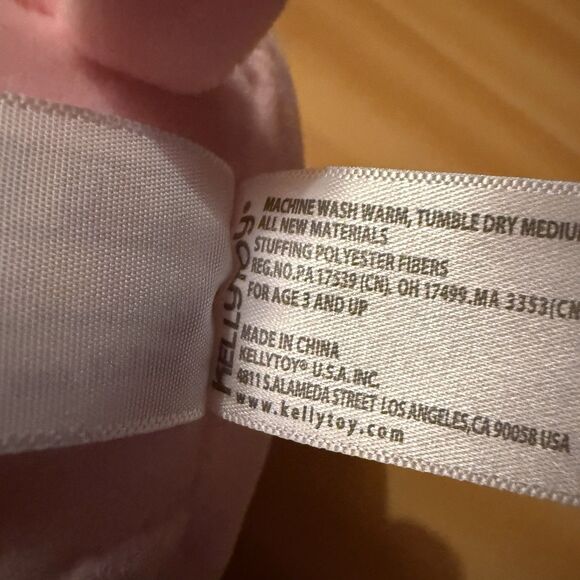 KELLYTOY®
MACHINE WASH WARM, TUMBLE DRY MEDIU
ALL NEW MATERIALS
STUFFING POLYESTER FIBERS
REG.NO.PA 17539 (CN). OH 17499.MA 3353(CN
FOR AGE 3 AND UP
MADE IN CHINA
KELLYTOY® U.S.A. INC.
4811 S.ALAMEDA STREET LOS ANGELES,CA 90058 USA
www.kellytoy.com